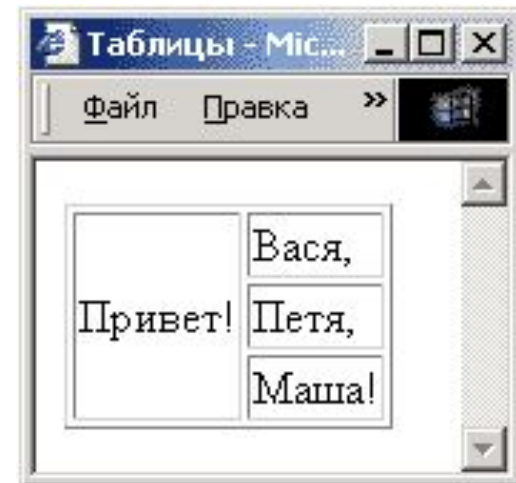 Таблицы - Mic...
Файл Правка »
Вася,
Привет! Петя,
Маша!